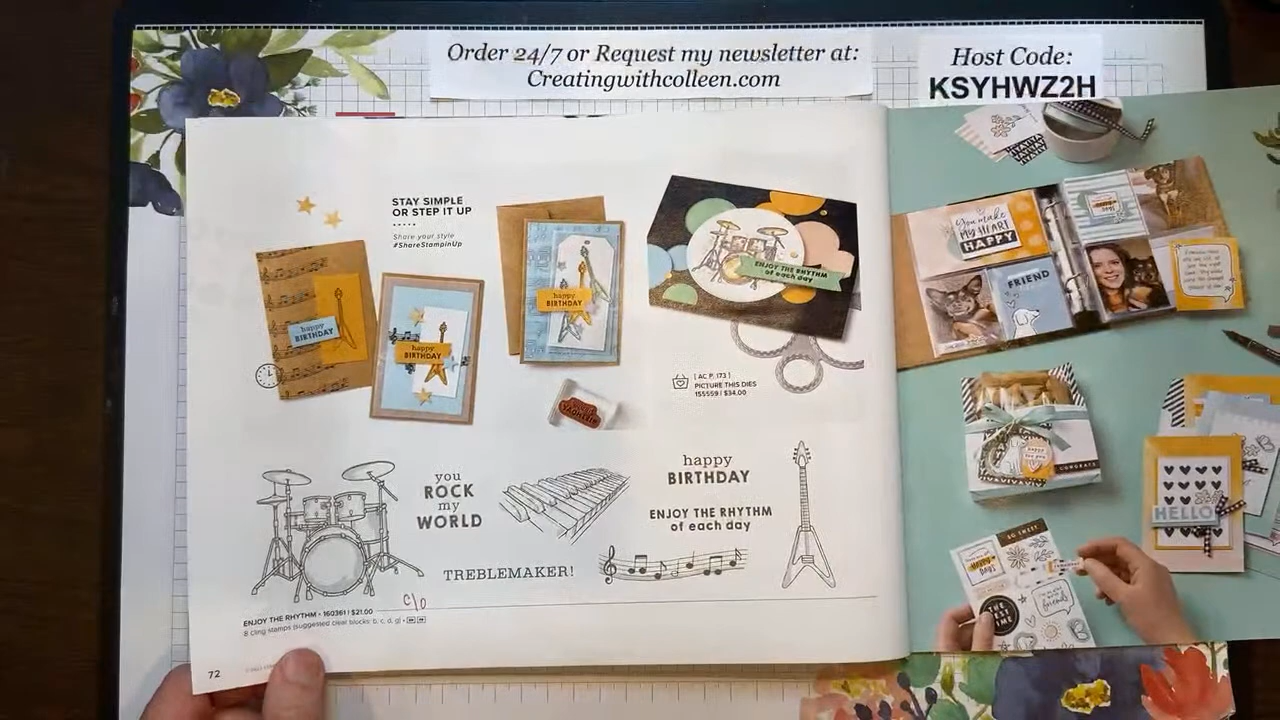 Order 24/7 or Request my newsletter at:
Creatingwithcolleen.com
Host Code:
KSYHWZ2H
STAY SIMPLE
OR STEP IT UP
Share your style
#ShareStampinUp
happy
BIRTHDAY
happy
BIRTHDAY
happy
BIRTHDAY
ENJOY THE RHYTHM
of each day
[ AC P. 173 ]
PICTURE THIS DIES
155559 | $34.00
you
ROCK
my
WORLD
happy
BIRTHDAY
ENJOY THE RHYTHM
of each day
TREBLEMAKER!
c/o
ENJOY THE RHYTHM • 160361 | $21.00
8 cling stamps (suggested clear blocks: b, c, d, g) •
72
You make
MY HEART
HAPPY
FRIEND
CONGRATS
HELLO
SO SWEET